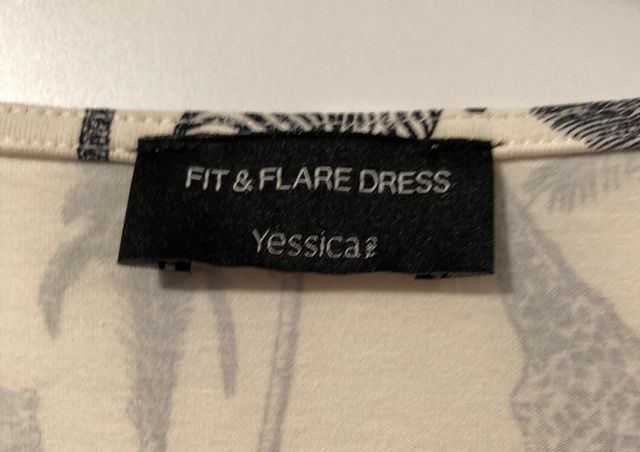 FIT & FLARE DRESS
Yessica